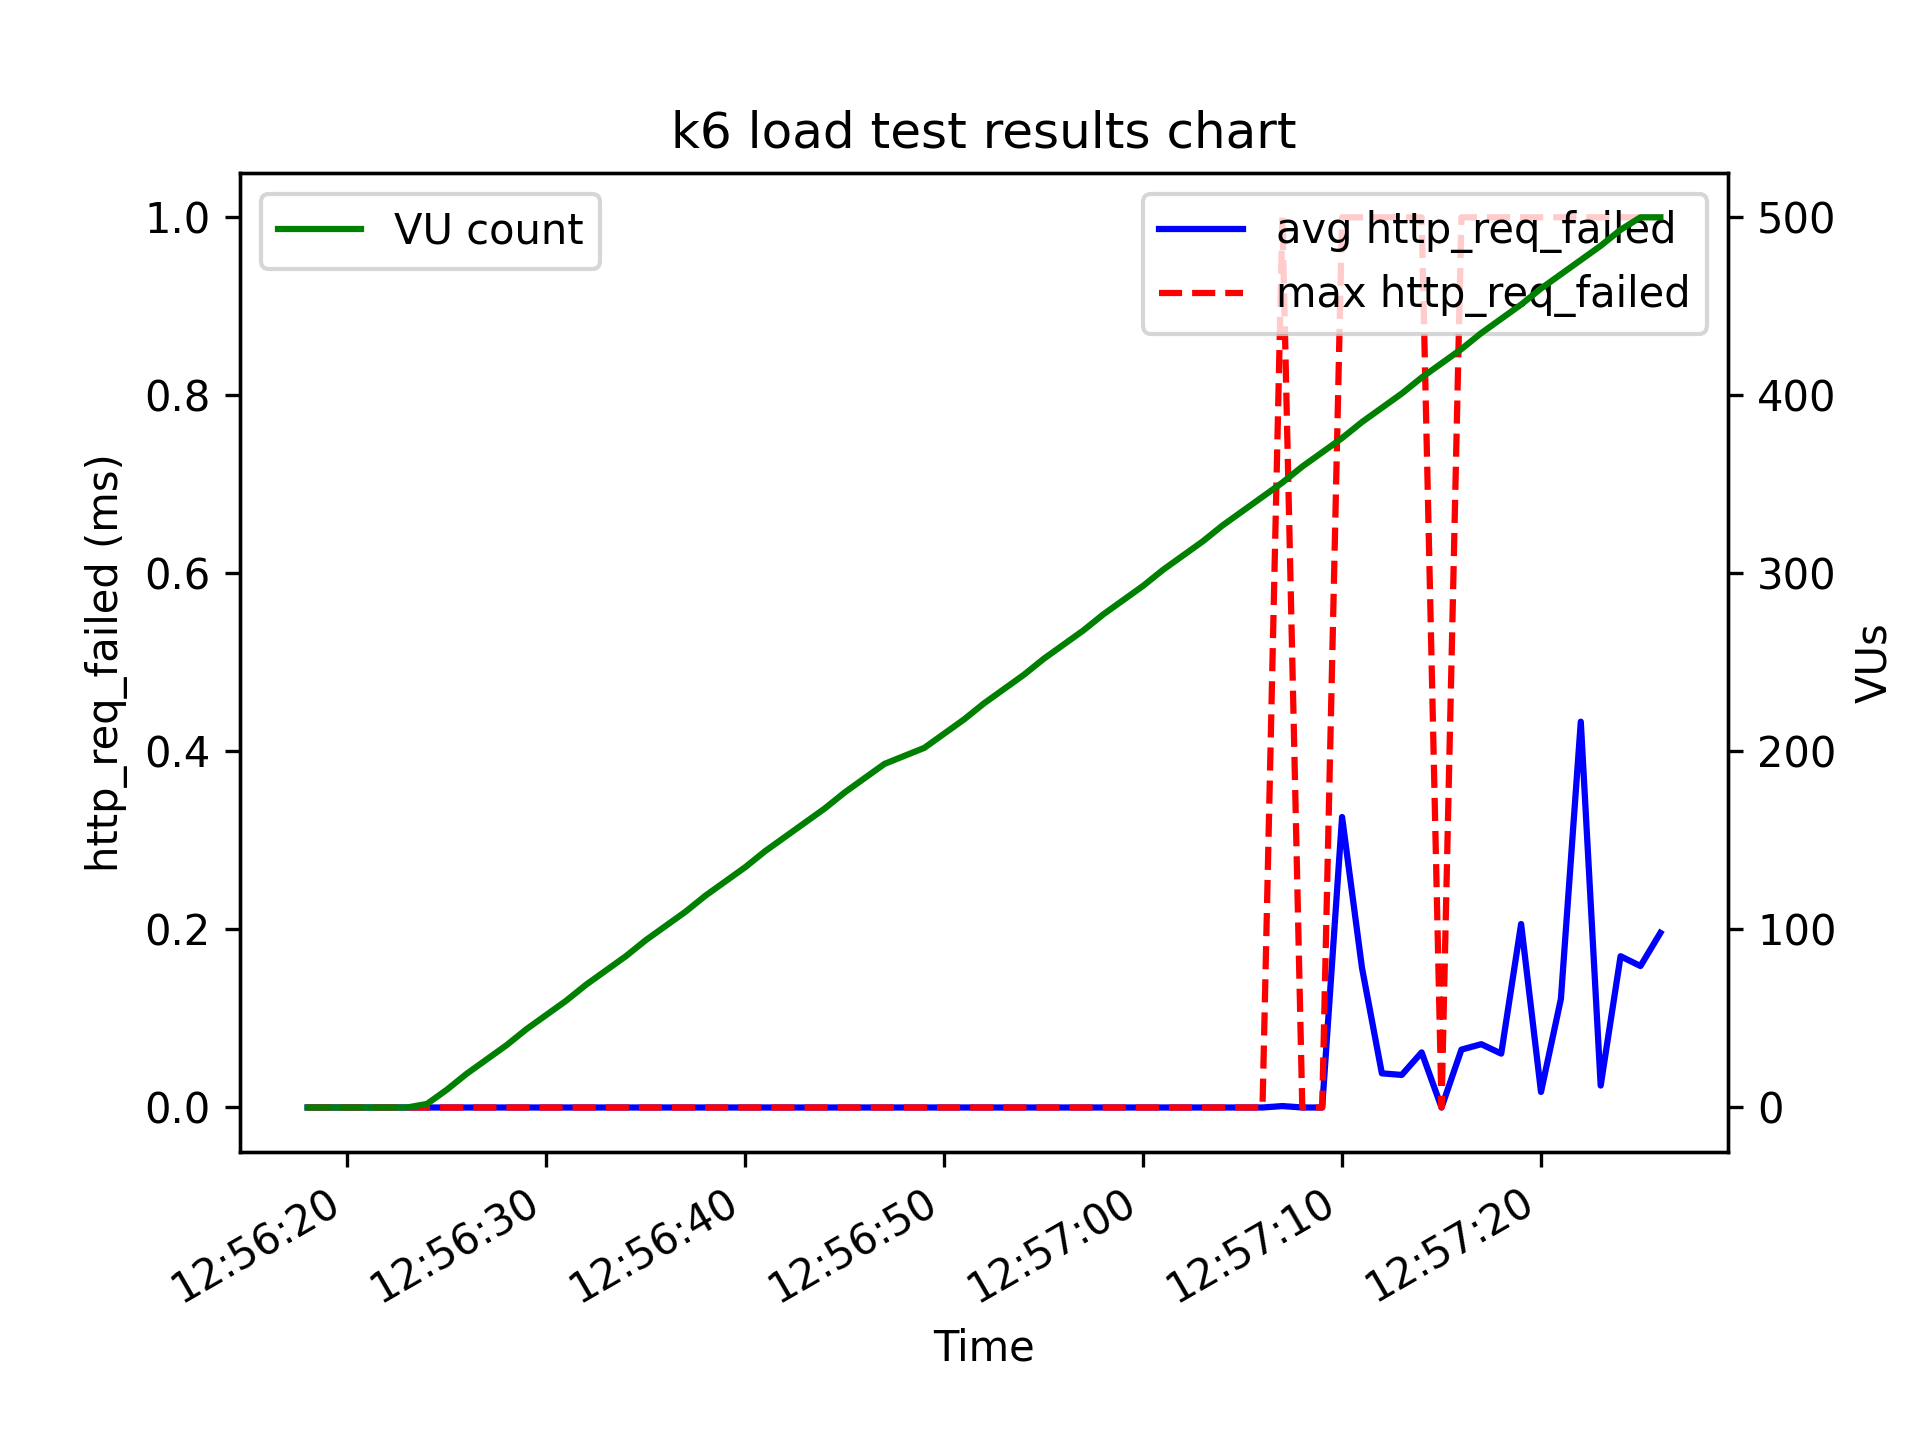 k6 load test results chart
VU count
avg http_req_failed
max http_req_failed
1.0
0.8
0.6
0.4
0.2
0.0
http_req_failed (ms)
500
400
300
200
100
0
VUs
12:56:20
12:56:30
12:56:40
12:56:50
12:57:00
12:57:10
12:57:20
Time